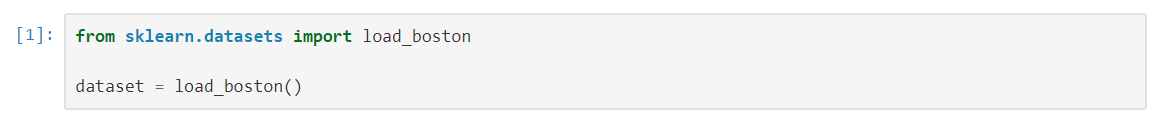 [1]: from sklearn.datasets import load_boston
dataset = load_boston()